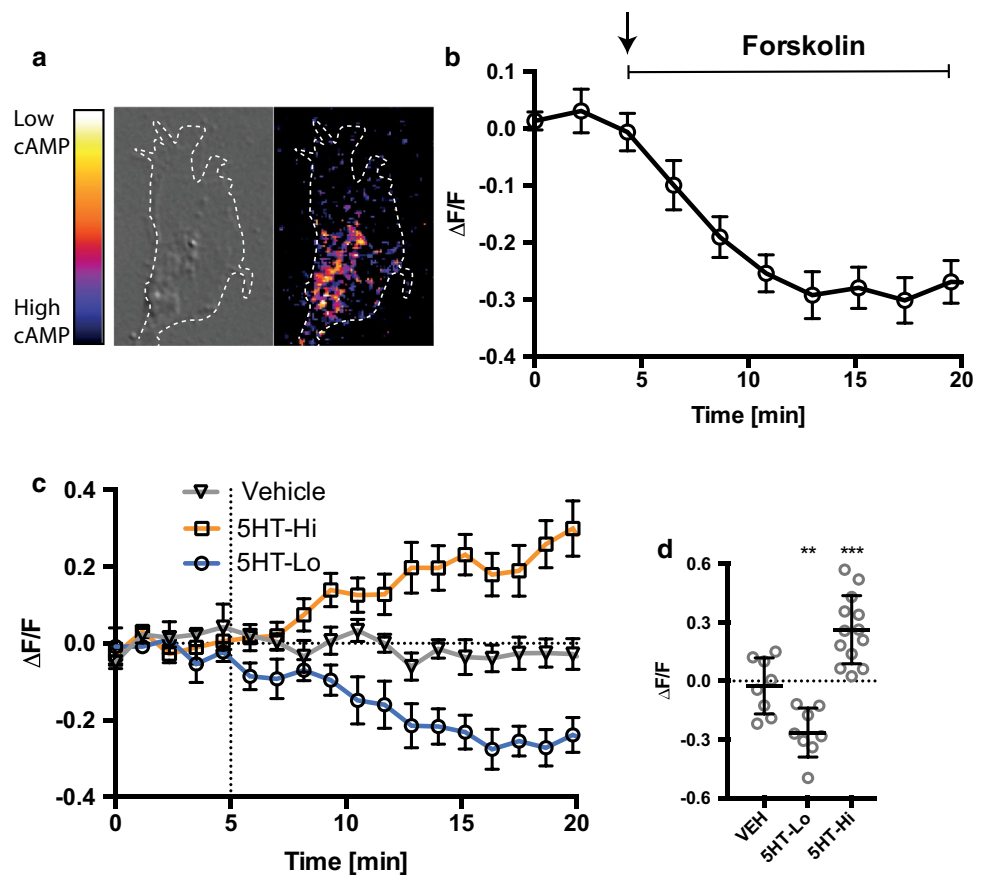 a
Low
cAMP
High
cAMP
b
Forskolin
0.1
0.0
-0.1
-0.2
-0.3
-0.4
ΔF/F
0 5 10 15 20
Time [min]
c
Vehicle
5HT-Hi
5HT-Lo
0.4
0.2
0.0
-0.2
-0.4
ΔF/F
0 5 10 15 20
Time [min]
d
** ***
0.6
0.3
0.0
-0.3
-0.6
ΔF/F
VEH 5HT-Lo 5HT-Hi